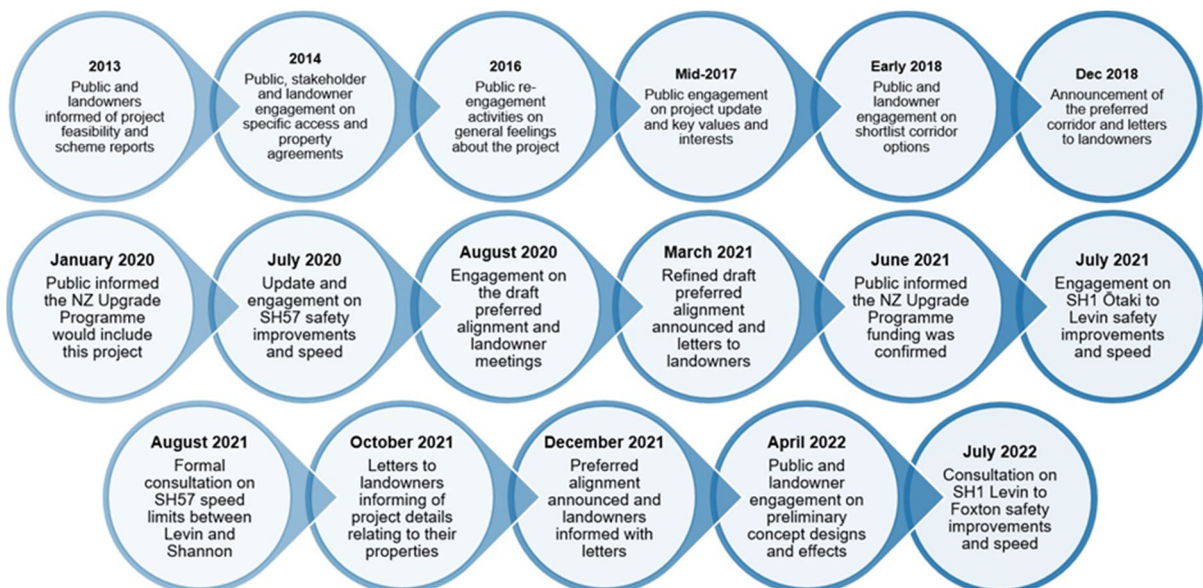 2013
Public and
landowners
informed of project
feasibility and
scheme reports
2014
Public, stakeholder
and landowner
engagement on
specific access and
property
agreements
2016
Public re-
engagement
activities on
general feelings
about the project
Mid-2017
Public engagement
on project update
and key values and
interests
Early 2018
Public and
landowner
engagement on
shortlist corridor
options
Dec 2018
Announcement of
the preferred
corridor and letters
to landowners
January 2020
Public informed
the NZ Upgrade
Programme
would include
this project
July 2020
Update and
engagement on
SH57 safety
improvements
and speed
August 2020
Engagement on
the draft
preferred
alignment and
landowner
meetings
March 2021
Refined draft
preferred
alignment
announced and
letters to
landowners
June 2021
Public informed
the NZ Upgrade
Programme
funding was
confirmed
July 2021
Engagement on
SH1 Ōtaki to
Levin safety
improvements
and speed
August 2021
Formal
consultation on
SH57 speed
limits between
Levin and
Shannon
October 2021
Letters to
landowners
informing of
project details
relating to their
properties
December 2021
Preferred
alignment
announced and
landowners
informed with
letters
April 2022
Public and
landowner
engagement on
preliminary
concept designs
and effects
July 2022
Consultation on
SH1 Levin to
Foxton safety
improvements
and speed